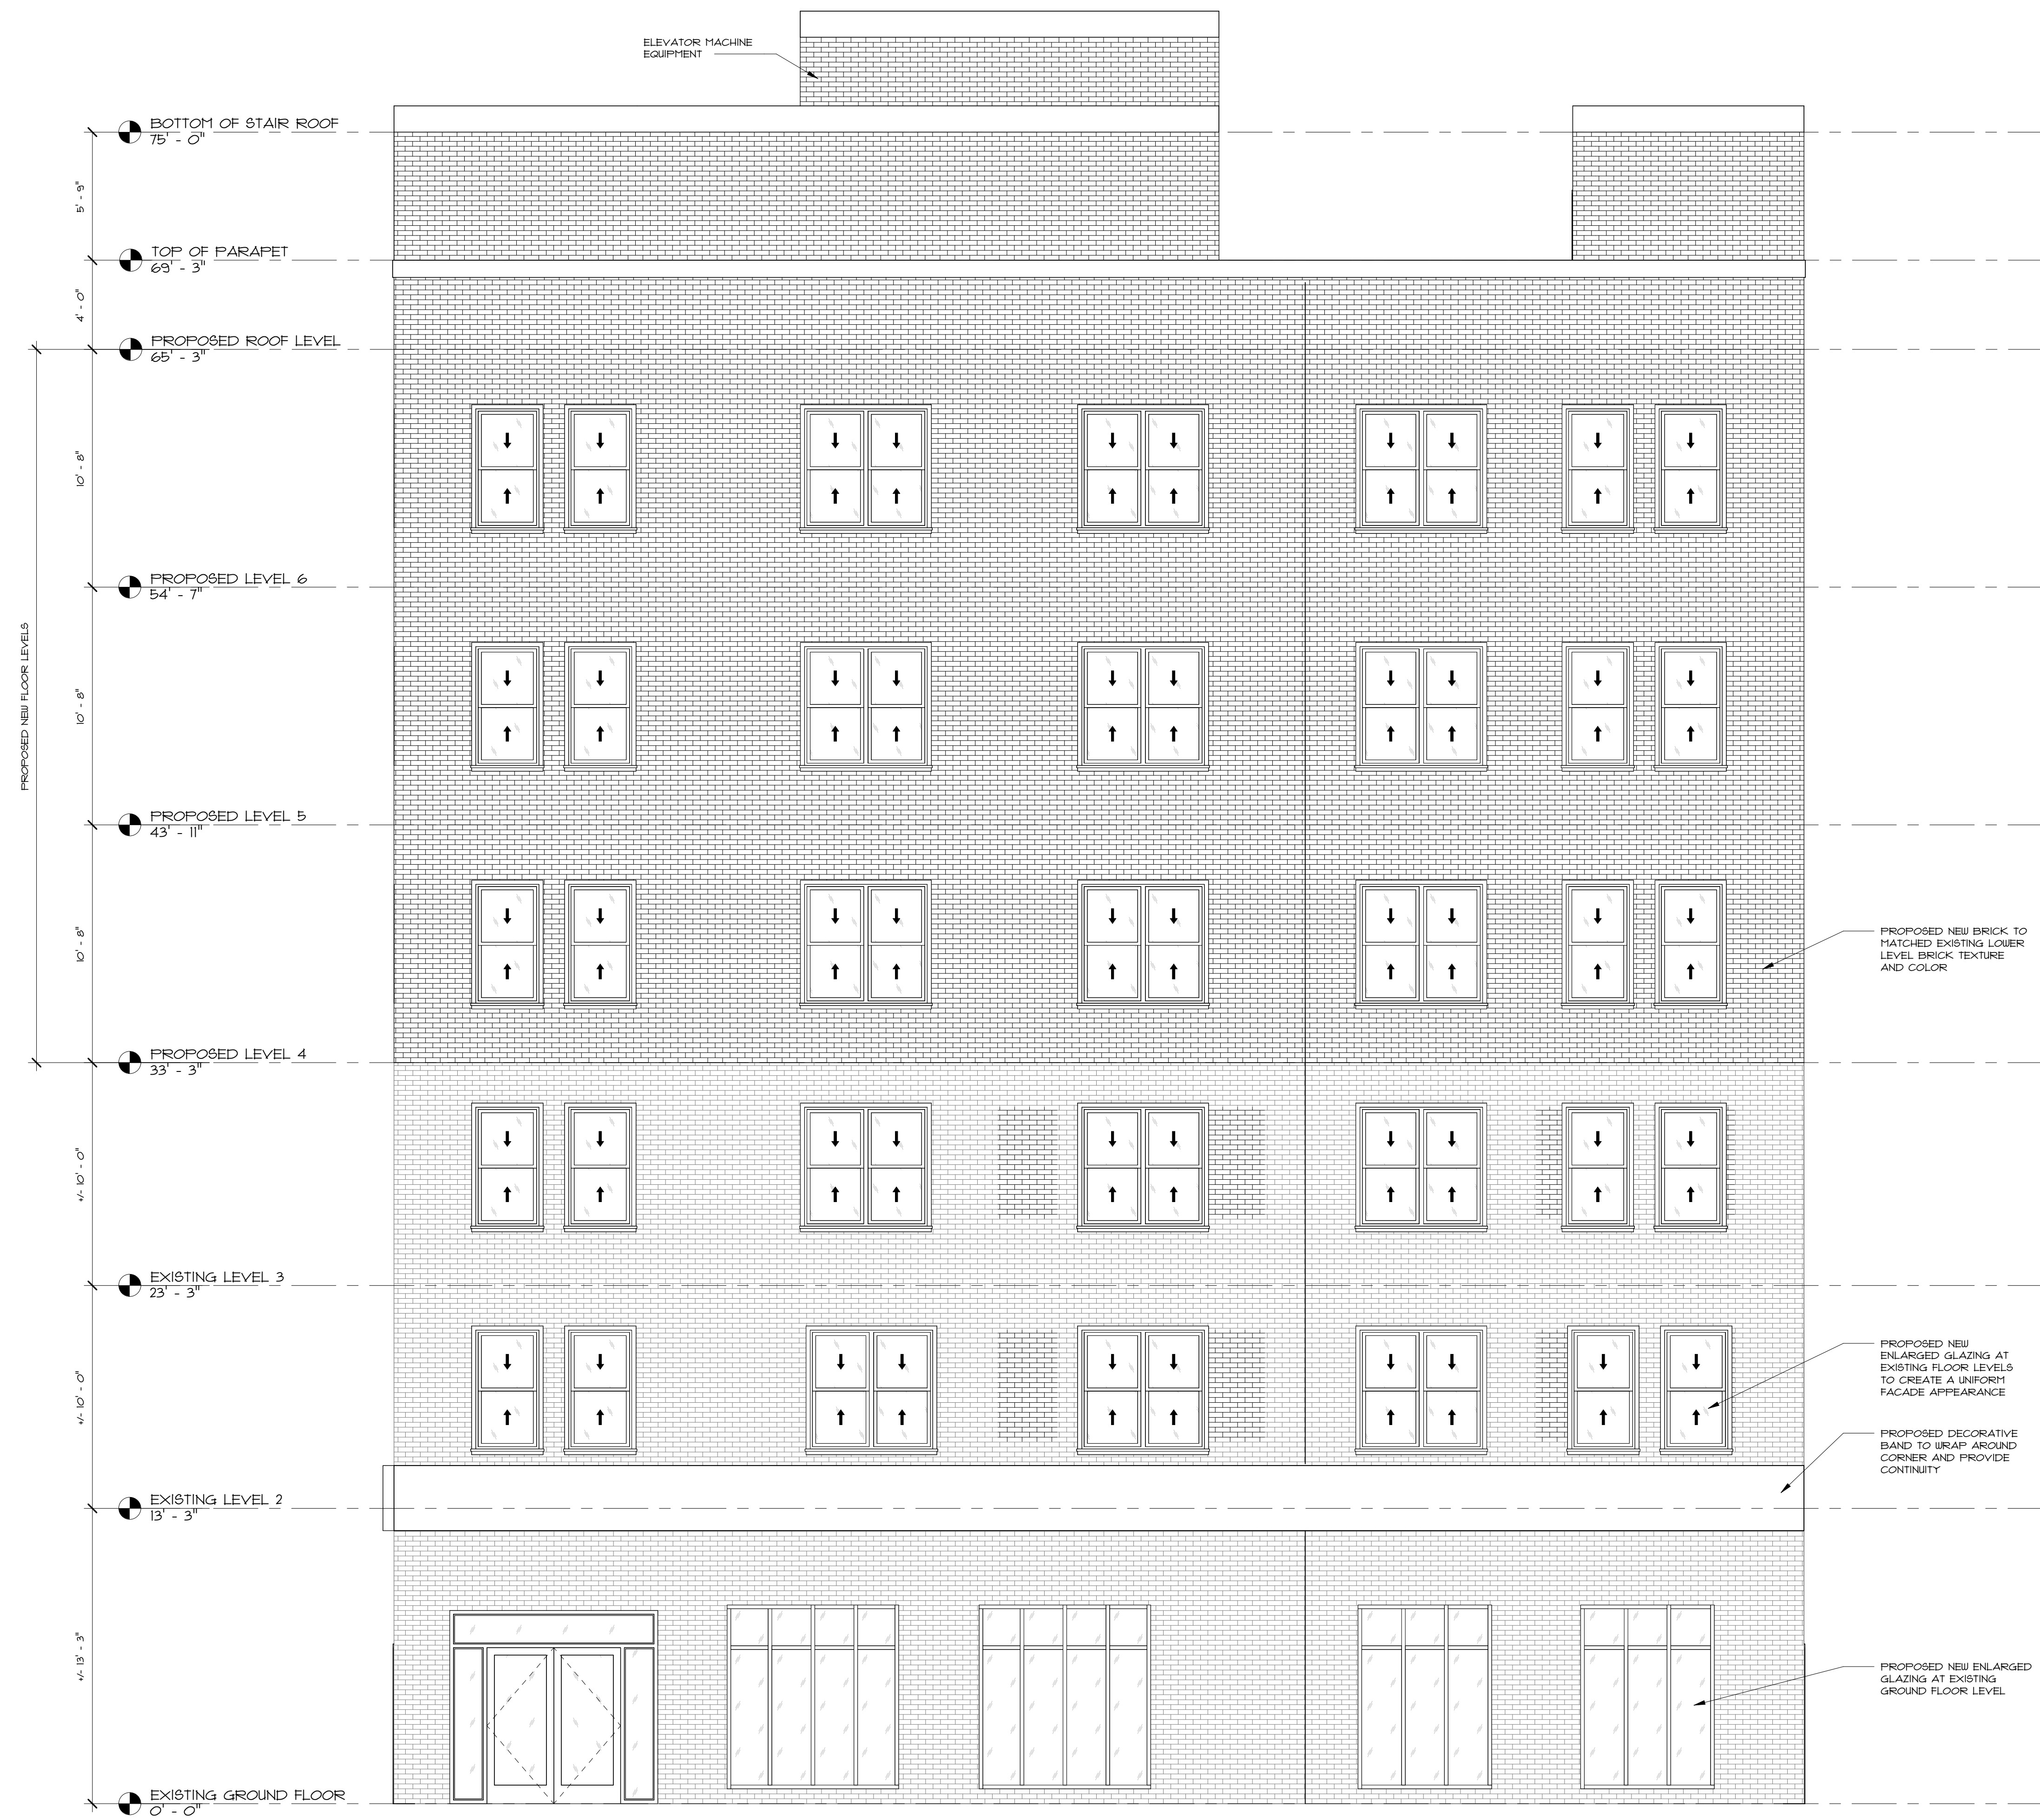 ELEVATOR MACHINE
EQUIPMENT
BOTTOM OF STAIR ROOF
75' - 0"
5' - 9"
TOP OF PARAPET
69' - 3"
4' - 0"
PROPOSED ROOF LEVEL
65' - 3"
10' - 8"
PROPOSED LEVEL 6
54' - 7"
PROPOSED NEW FLOOR LEVELS
10' - 8"
PROPOSED LEVEL 5
43' - 11"
10' - 8"
PROPOSED NEW BRICK TO
MATCHED EXISTING LOWER
LEVEL BRICK TEXTURE
AND COLOR
PROPOSED LEVEL 4
33' - 3"
+/- 10' - 0"
EXISTING LEVEL 3
23' - 3"
PROPOSED NEW
ENLARGED GLAZING AT
EXISTING FLOOR LEVELS
TO CREATE A UNIFORM
FACADE APPEARANCE
+/- 10' - 0"
PROPOSED DECORATIVE
BAND TO WRAP AROUND
CORNER AND PROVIDE
CONTINUITY
EXISTING LEVEL 2
13' - 3"
+/- 13' - 3"
PROPOSED NEW ENLARGED
GLAZING AT EXISTING
GROUND FLOOR LEVEL
EXISTING GROUND FLOOR
0' - 0"